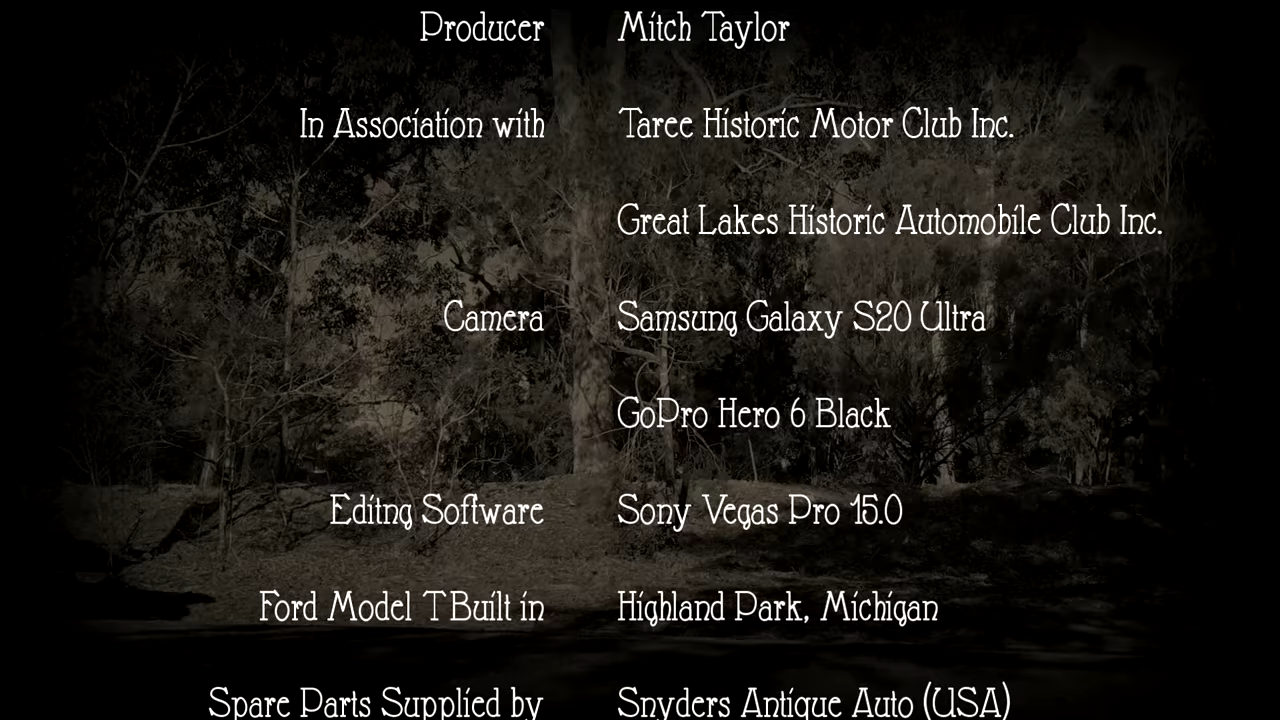 Producer Mitch Taylor
In Association with Taree Historic Motor Club Inc.
Great Lakes Historic Automobile Club Inc.
Camera Samsung Galaxy S20 Ultra
GoPro Hero 6 Black
Editng Software Sony Vegas Pro 15.0
Ford Model T Built in Highland Park, Michigan
Spare Parts Supplied by Snyders Antique Auto (USA)